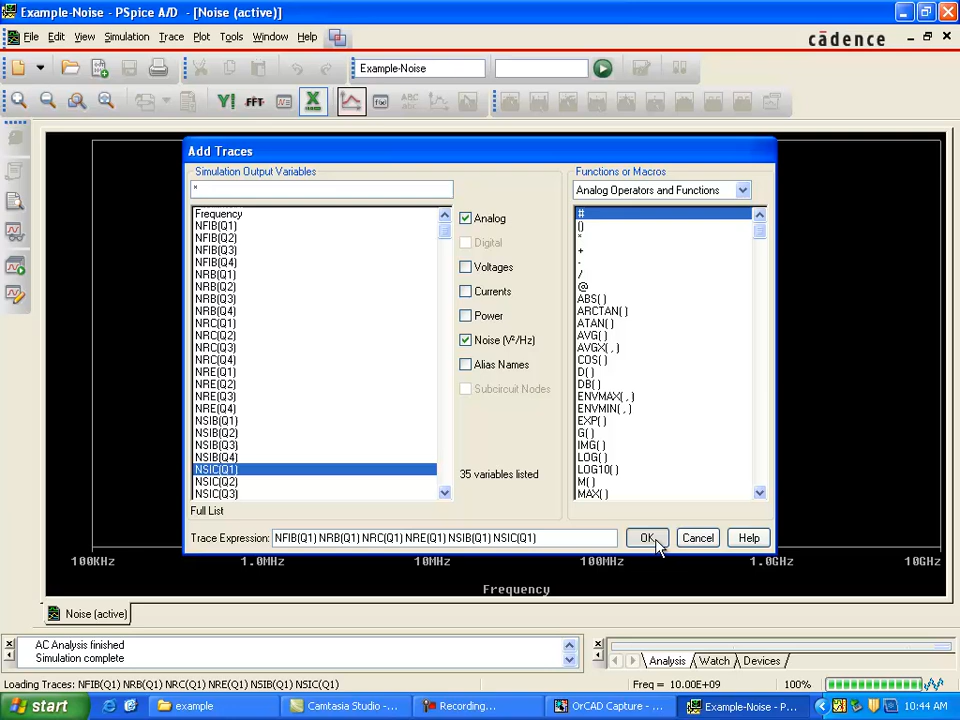 Example-Noise - PSpice A/D - [Noise (active)]
File Edit View Simulation Trace Plot Tools Window Help
cādence
Example-Noise
FFT
Add Traces
Simulation Output Variables
*
Frequency
NFIB(Q1)
NFIB(Q2)
NFIB(Q3)
NFIB(Q4)
NRB(Q1)
NRB(Q2)
NRB(Q3)
NRB(Q4)
NRC(Q1)
NRC(Q2)
NRC(Q3)
NRC(Q4)
NRE(Q1)
NRE(Q2)
NRE(Q3)
NRE(Q4)
NSIB(Q1)
NSIB(Q2)
NSIB(Q3)
NSIB(Q4)
NSIC(Q1)
NSIC(Q2)
NSIC(Q3)
Full List
Analog
Digital
Voltages
Currents
Power
Noise (V²/Hz)
Alias Names
Subcircuit Nodes
35 variables listed
Functions or Macros
Analog Operators and Functions
#
()
*
+
-
/
@
ABS( )
ARCTAN( )
ATAN( )
AVG( )
AVGX( , )
COS( )
D( )
DB( )
ENVMAX( , )
ENVMIN( , )
EXP( )
G( )
IMG( )
LOG( )
LOG10( )
M( )
MAX( )
Trace Expression: NFIB(Q1) NRB(Q1) NRC(Q1) NRE(Q1) NSIB(Q1) NSIC(Q1)
OK Cancel Help
100KHz 1.0MHz 10MHz 100MHz 1.0GHz 10GHz
Frequency
Noise (active)
AC Analysis finished
Simulation complete
Analysis Watch Devices
Loading Traces: NFIB(Q1) NRB(Q1) NRC(Q1) NRE(Q1) NSIB(Q1) NSIC(Q1)
Freq = 10.00E+09 100%
start example Camtasia Studio - ... Recording... OrCAD Capture - ... Example-Noise - P... 10:44 AM